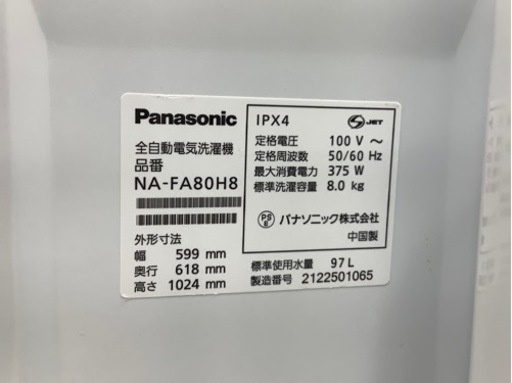 Panasonic
全自動電気洗濯機
品番
NA-FA80H8
外形寸法
幅 599 mm
奥行 618 mm
高さ 1024 mm
IPX4
S JET
定格電圧 100 V ～
定格周波数 50/60 Hz
最大消費電力 375 W
標準洗濯容量 8.0 kg
PS E パナソニック株式会社
中国製
標準使用水量 97 L
製造番号 2122501065